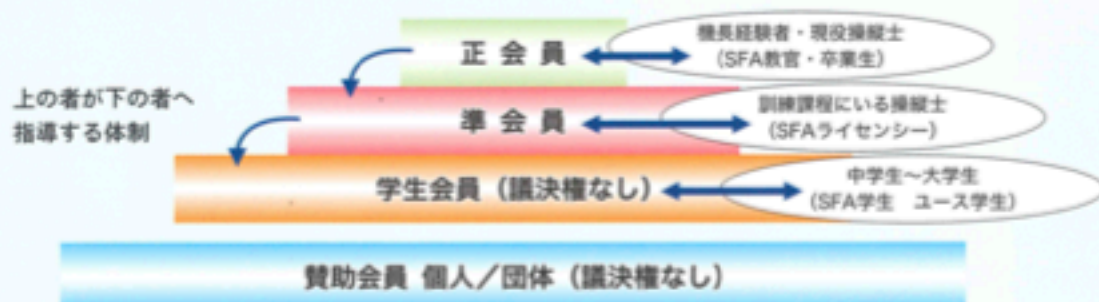 正会員
機長経験者・現役操縦士
（SFA教官・卒業生）
上の者が下の者へ
指導する体制
準会員
訓練課程にいる操縦士
（SFAライセンシー）
学生会員（議決権なし）
中学生〜大学生
（SFA学生　ユース学生）
賛助会員 個人／団体（議決権なし）